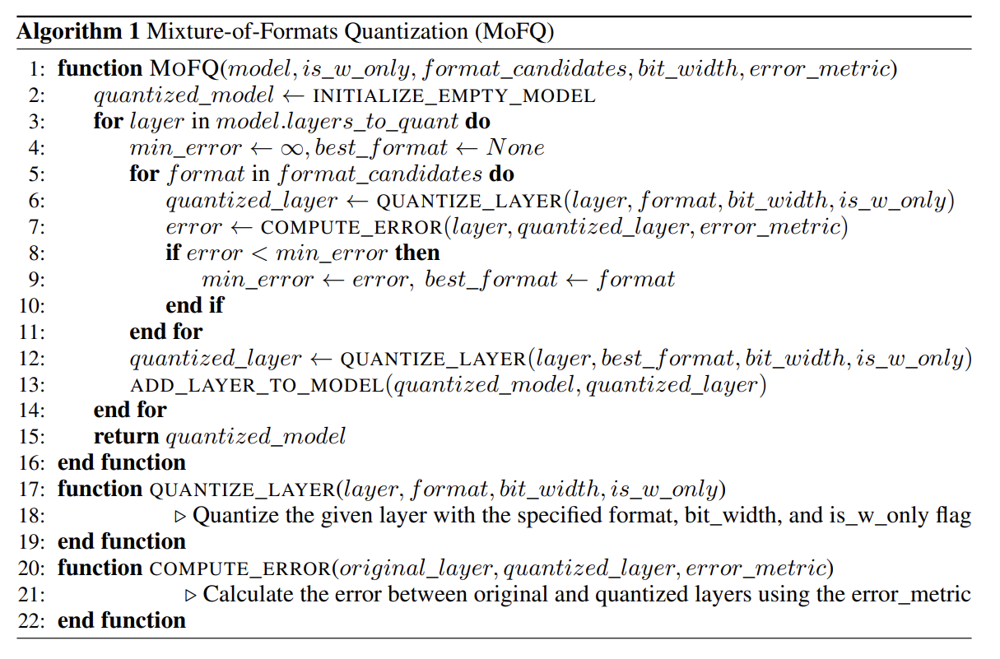 Algorithm 1 Mixture-of-Formats Quantization (MoFQ)
1: function MOFQ(model, is_w_only, format_candidates, bit_width, error_metric)
2: quantized_model ← INITIALIZE_EMPTY_MODEL
3: for layer in model.layers_to_quant do
4: min_error ← ∞, best_format ← None
5: for format in format_candidates do
6: quantized_layer ← QUANTIZE_LAYER(layer, format, bit_width, is_w_only)
7: error ← COMPUTE_ERROR(layer, quantized_layer, error_metric)
8: if error < min_error then
9: min_error ← error, best_format ← format
10: end if
11: end for
12: quantized_layer ← QUANTIZE_LAYER(layer, best_format, bit_width, is_w_only)
13: ADD_LAYER_TO_MODEL(quantized_model, quantized_layer)
14: end for
15: return quantized_model
16: end function
17: function QUANTIZE_LAYER(layer, format, bit_width, is_w_only)
18: ▷ Quantize the given layer with the specified format, bit_width, and is_w_only flag
19: end function
20: function COMPUTE_ERROR(original_layer, quantized_layer, error_metric)
21: ▷ Calculate the error between original and quantized layers using the error_metric
22: end function